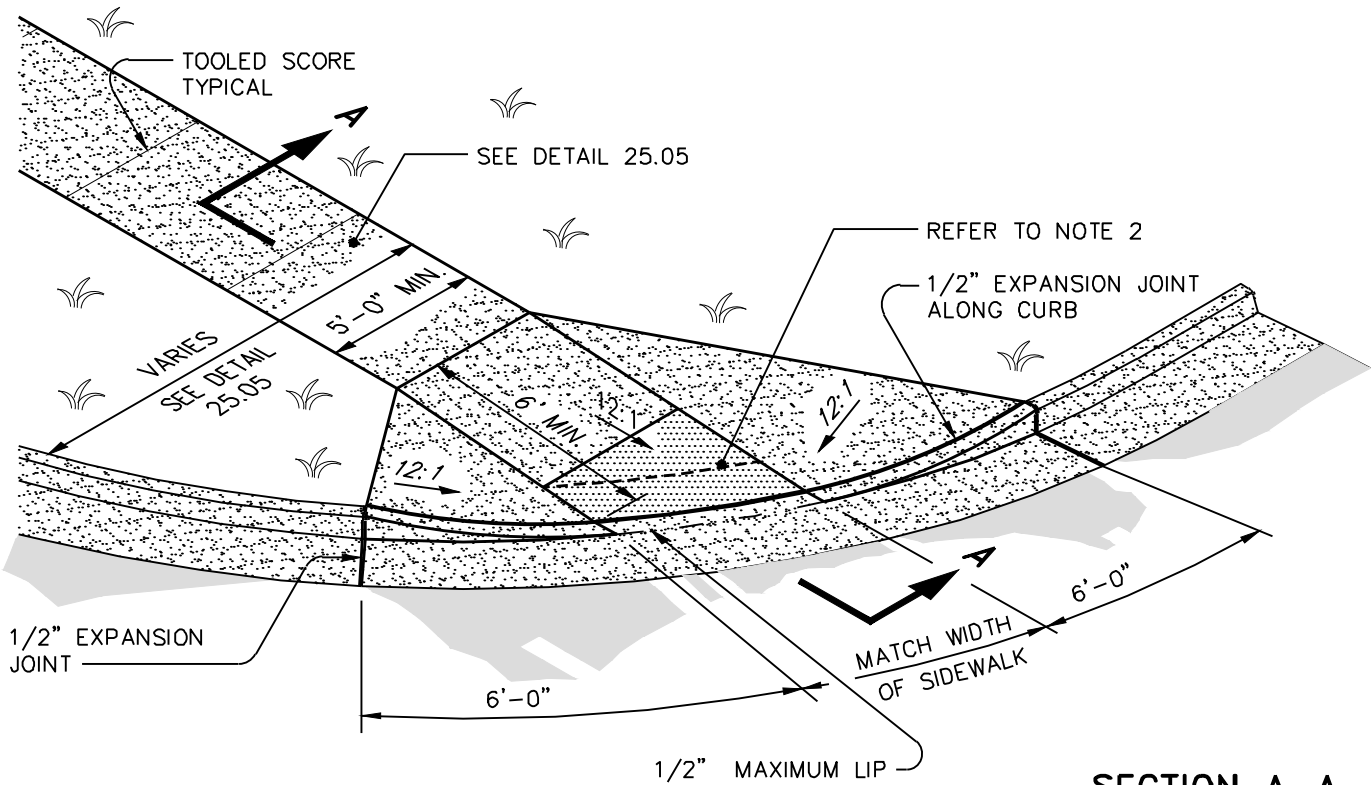 TOOLED SCORE
TYPICAL
A
SEE DETAIL 25.05
REFER TO NOTE 2
1/2" EXPANSION JOINT
ALONG CURB
5'-0" MIN.
VARIES
SEE DETAIL
25.05
6' MIN.
12:1
12:1
12:1
A
6'-0"
1/2" EXPANSION
JOINT
MATCH WIDTH
OF SIDEWALK
6'-0"
1/2" MAXIMUM LIP
SECTION A-A